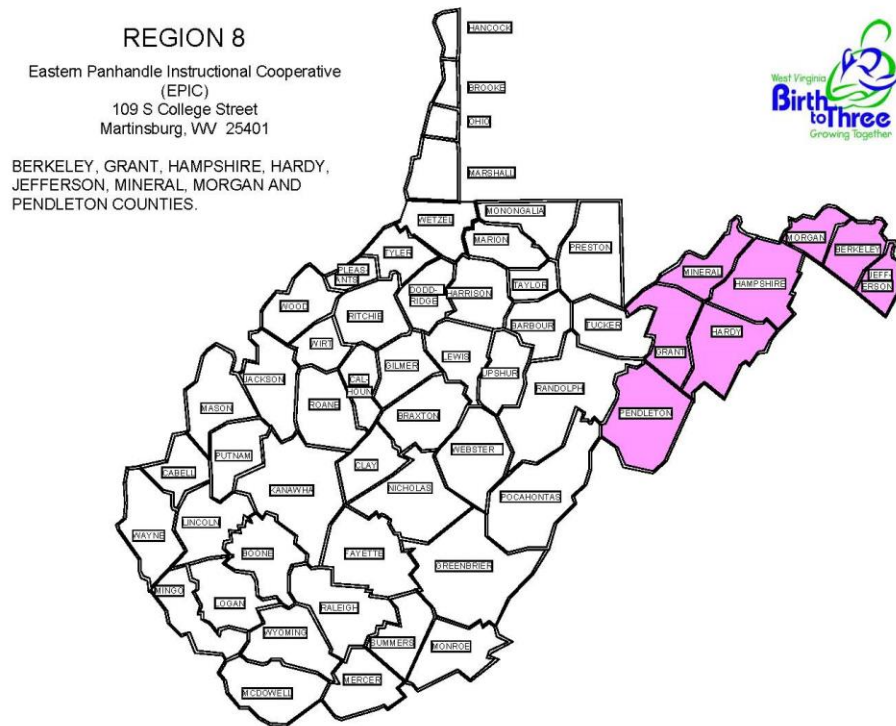 REGION 8
Eastern Panhandle Instructional Cooperative
(EPIC)
109 S College Street
Martinsburg, WV 25401
BERKELEY, GRANT, HAMPSHIRE, HARDY,
JEFFERSON, MINERAL, MORGAN AND
PENDLETON COUNTIES.
West Virginia
Birth
to Three
Growing Together
HANCOCK
BROOKE
OHIO
MARSHALL
WETZEL
MONONGALIA
MARION
PRESTON
MORGAN
BERKELEY
JEFF-
ERSON
TYLER
PLEAS
ANTS
DODD-
RIDGE
HARRISON
TAYLOR
MINERAL
HAMPSHIRE
WOOD
RITCHIE
BARBOUR
TUCKER
HARDY
WIRT
GILMER
LEWIS
UPSHUR
GRANT
JACKSON
CAL-
HOUN
RANDOLPH
ROANE
MASON
BRAXTON
PENDLETON
PUTNAM
WEBSTER
CABELL
CLAY
KANAWHA
NICHOLAS
POCAHONTAS
WAYNE
LINCOLN
BOONE
FAYETTE
GREENBRIER
MINGO
LOGAN
RALEIGH
WYOMING
SUMMERS
MONROE
MERCER
MCDOWELL